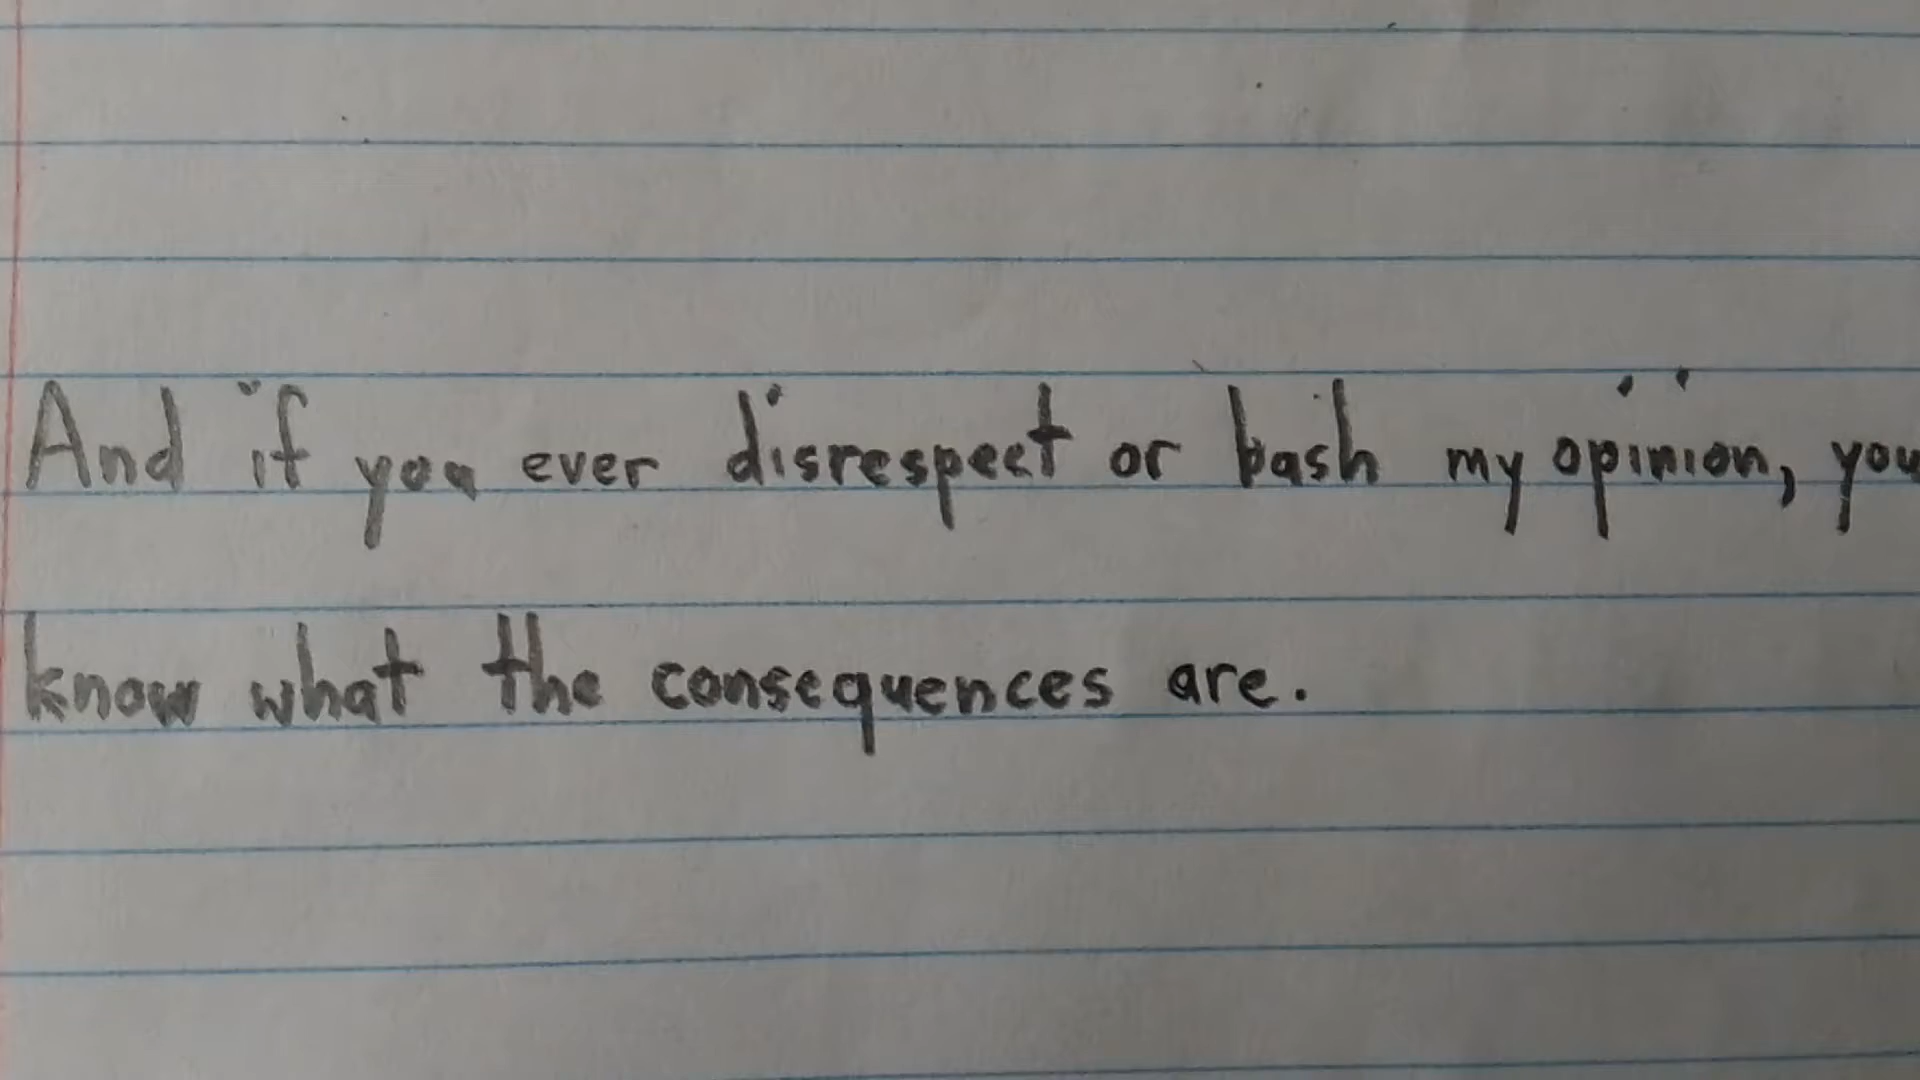 And if you ever disrespect or bash my opinion, you
know what the consequences are.